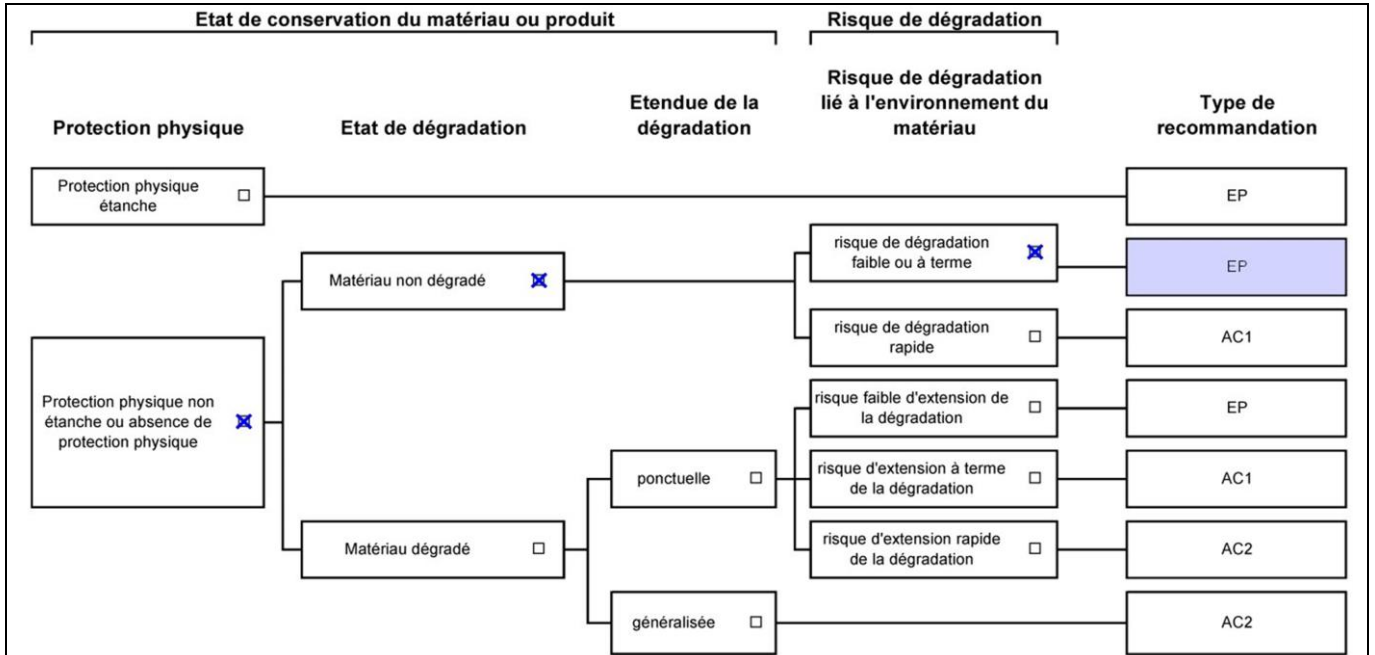 Etat de conservation du matériau ou produit
Risque de dégradation
Protection physique
Etat de dégradation
Etendue de la
dégradation
Risque de dégradation
lié à l'environnement du
matériau
Type de
recommandation
Protection physique
étanche
EP
risque de dégradation
faible ou à terme
EP
Matériau non dégradé
risque de dégradation
rapide
AC1
Protection physique non
étanche ou absence de
protection physique
risque faible d'extension de
la dégradation
EP
ponctuelle
risque d'extension à terme
de la dégradation
AC1
Matériau dégradé
risque d'extension rapide
de la dégradation
AC2
généralisée
AC2